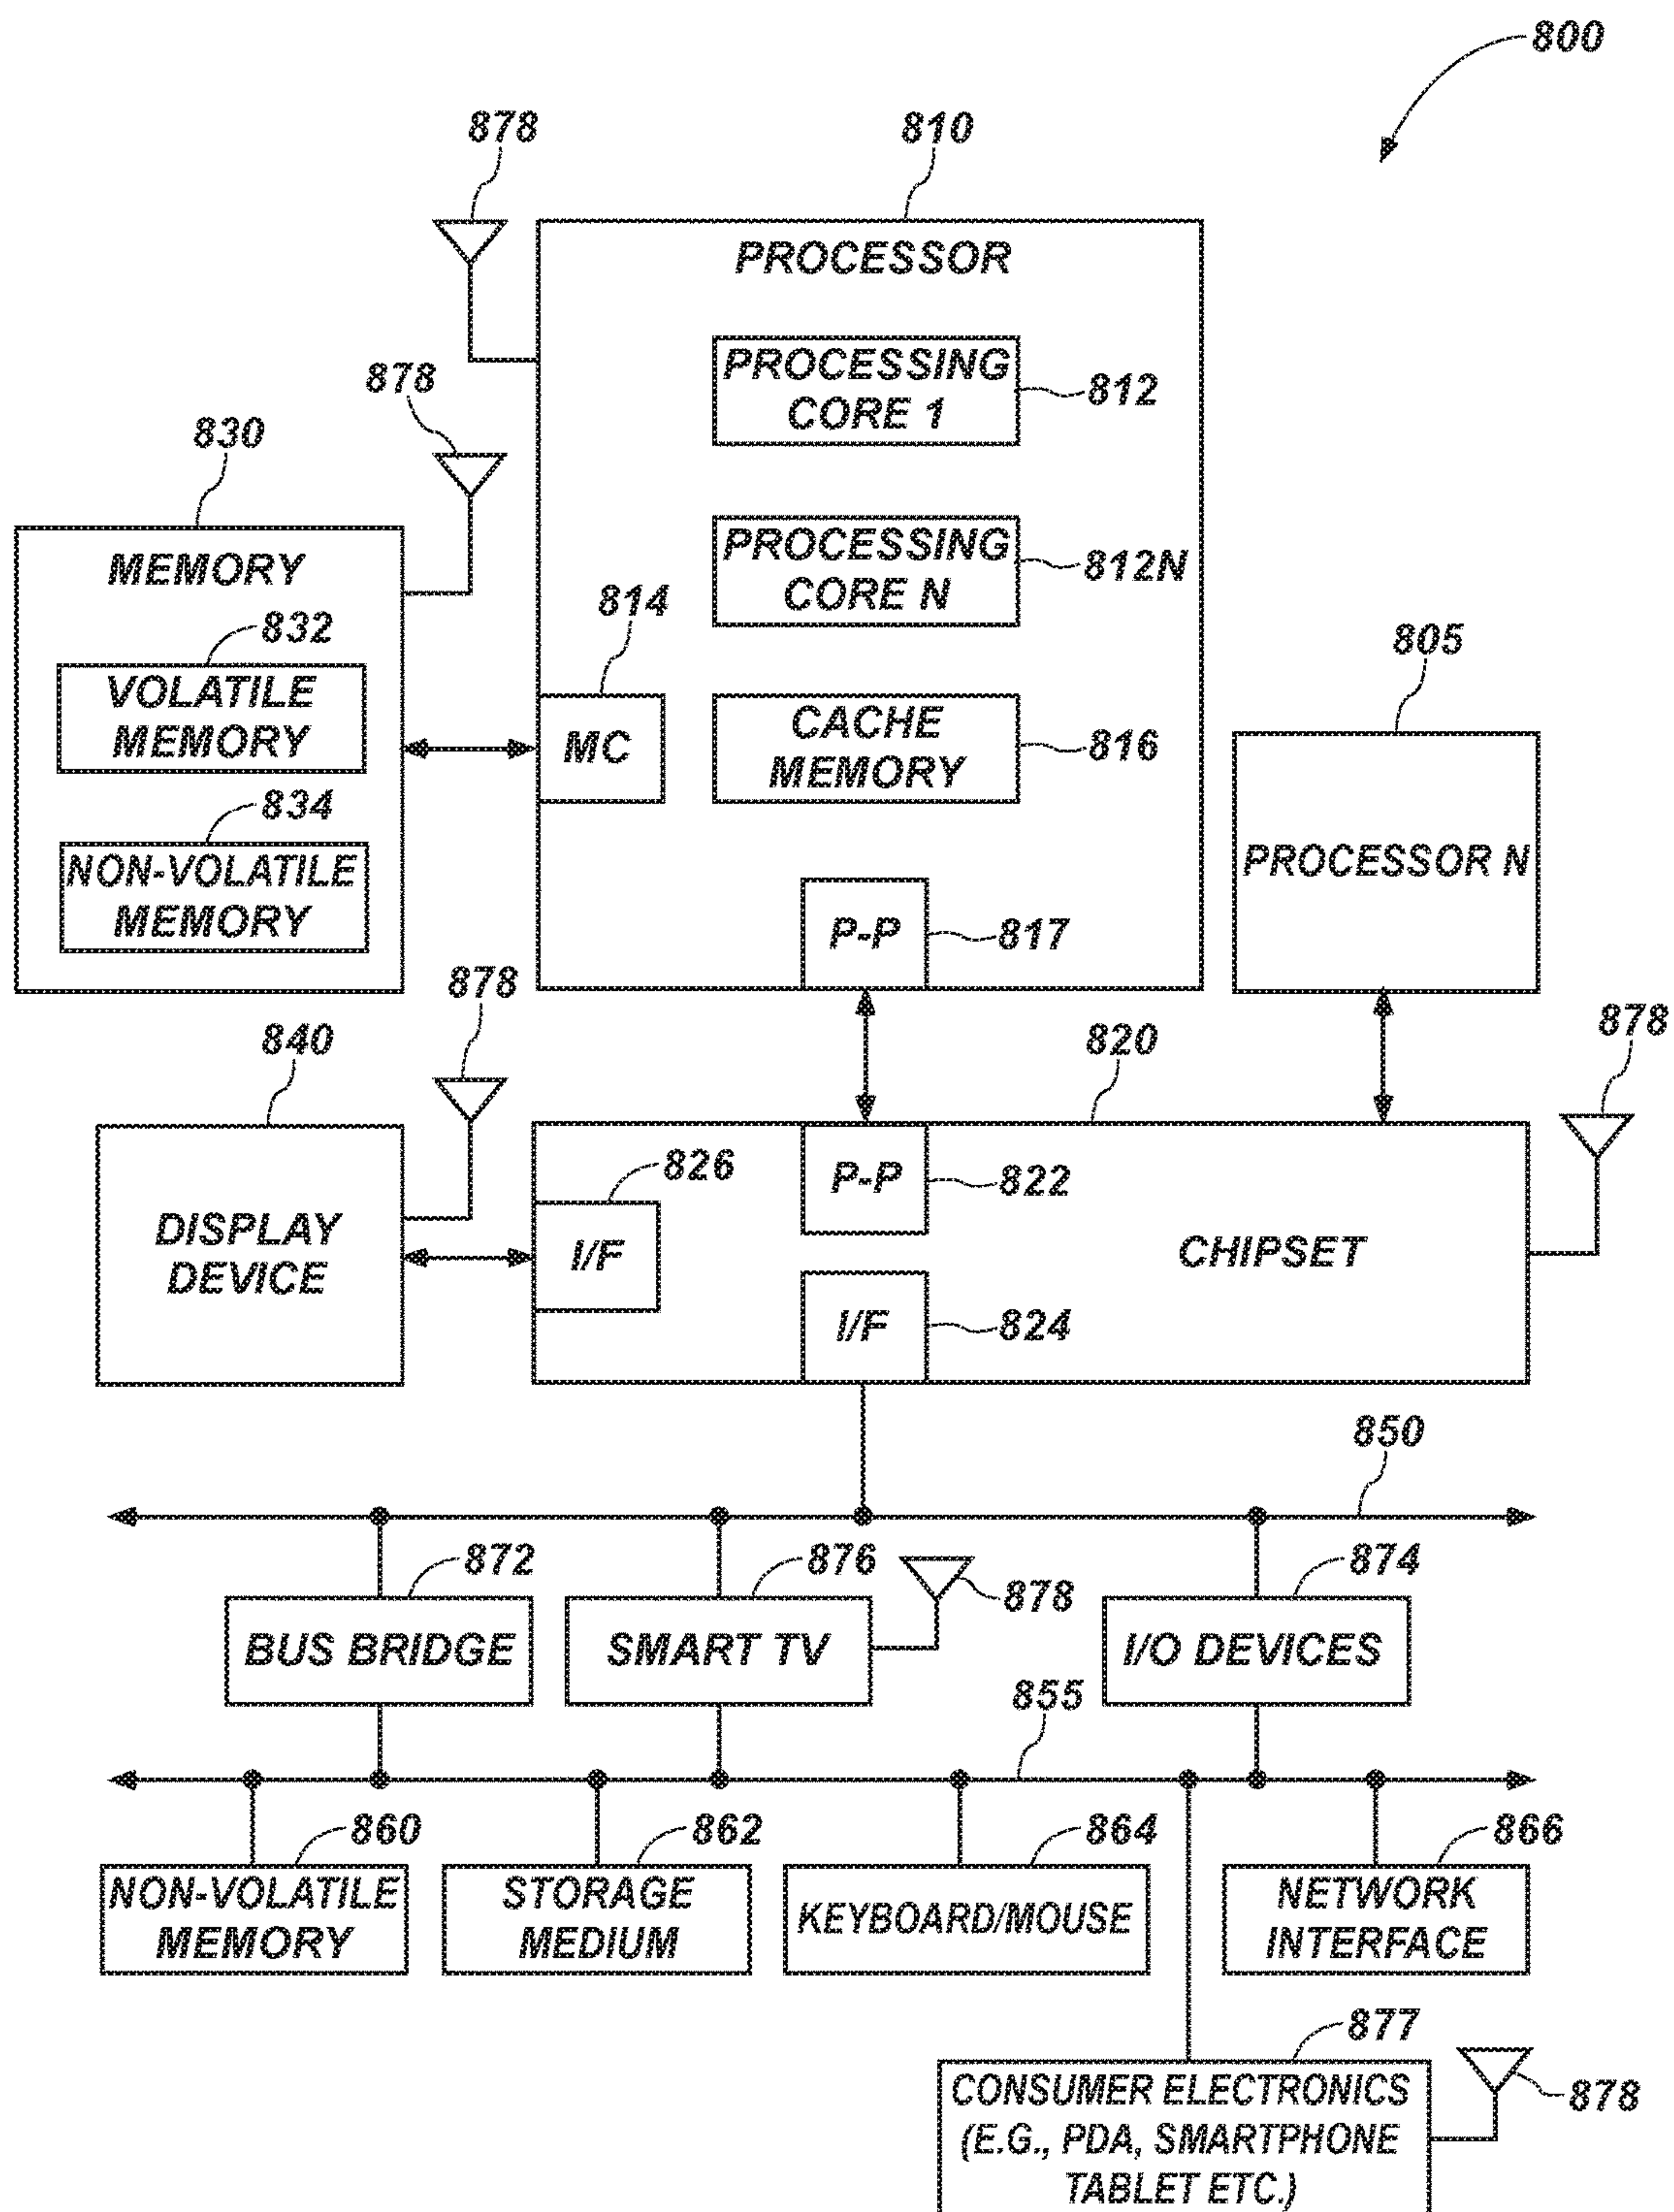 800
878
810
PROCESSOR
PROCESSING
CORE 1
812
878
830
MEMORY
PROCESSING
CORE N
812N
814
832
VOLATILE
MEMORY
MC
CACHE
MEMORY
816
805
PROCESSOR N
834
NON-VOLATILE
MEMORY
P-P
817
878
840
820
878
DISPLAY
DEVICE
826
I/F
P-P
822
CHIPSET
I/F
824
850
872
876
878
874
BUS BRIDGE
SMART TV
I/O DEVICES
855
860
862
864
866
NON-VOLATILE
MEMORY
STORAGE
MEDIUM
KEYBOARD/MOUSE
NETWORK
INTERFACE
877
CONSUMER ELECTRONICS
(E.G., PDA, SMARTPHONE
TABLET ETC.)
878